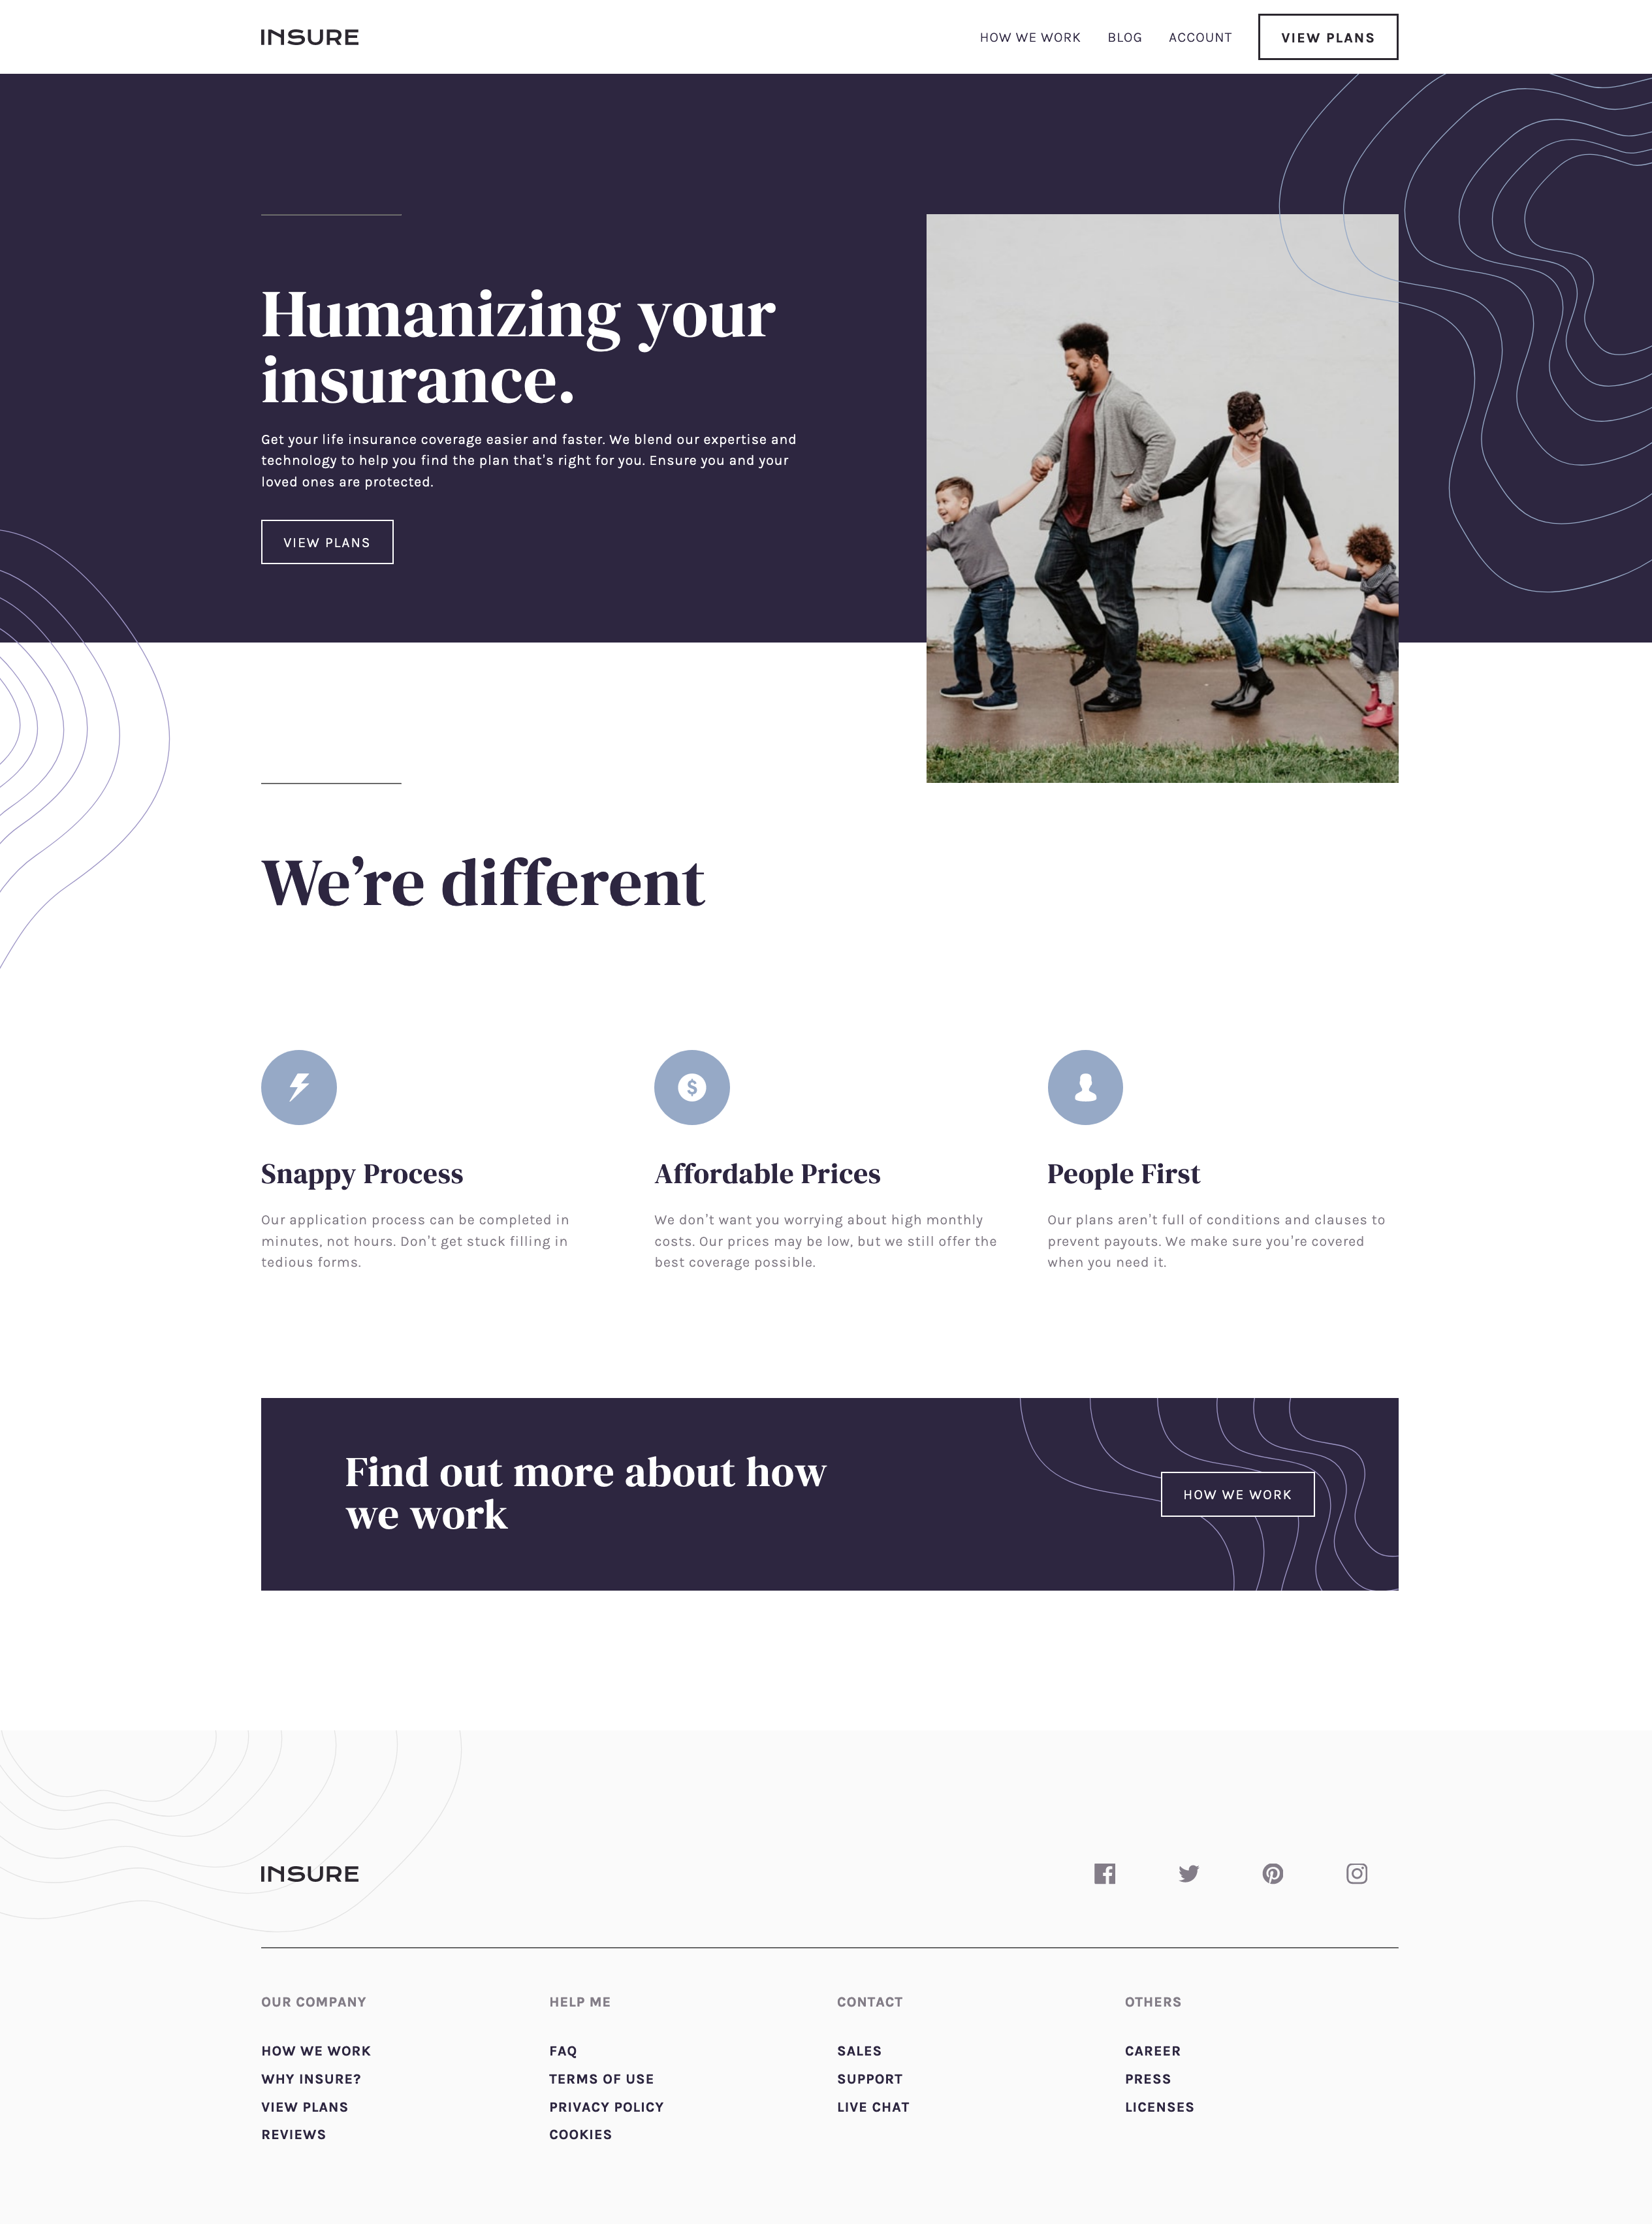 INSURE
HOW WE WORK
BLOG
ACCOUNT
VIEW PLANS
Humanizing your
insurance.
Get your life insurance coverage easier and faster. We blend our expertise and
technology to help you find the plan that's right for you. Ensure you and your
loved ones are protected.
VIEW PLANS
We’re different
Snappy Process
Our application process can be completed in
minutes, not hours. Don't get stuck filling in
tedious forms.
Affordable Prices
We don't want you worrying about high monthly
costs. Our prices may be low, but we still offer the
best coverage possible.
People First
Our plans aren't full of conditions and clauses to
prevent payouts. We make sure you're covered
when you need it.
Find out more about how
we work
HOW WE WORK
INSURE
OUR COMPANY
HOW WE WORK
WHY INSURE?
VIEW PLANS
REVIEWS
HELP ME
FAQ
TERMS OF USE
PRIVACY POLICY
COOKIES
CONTACT
SALES
SUPPORT
LIVE CHAT
OTHERS
CAREER
PRESS
LICENSES